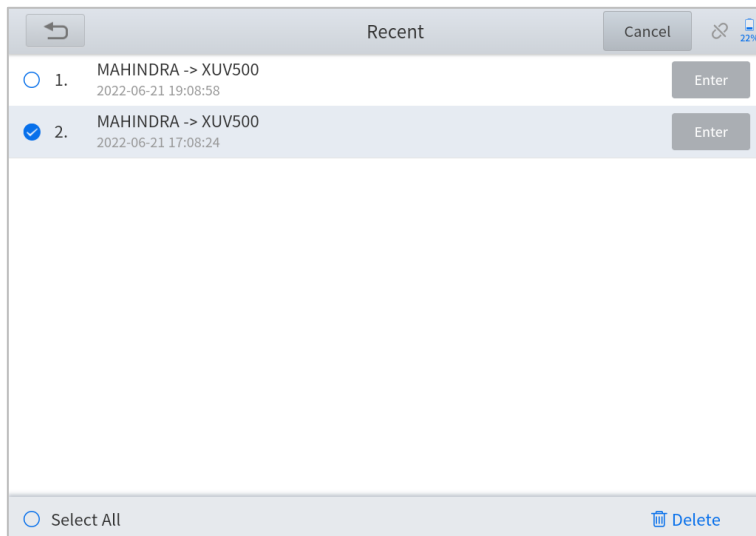 Recent
Cancel
22%
1.
MAHINDRA -> XUV500
2022-06-21 19:08:58
Enter
2.
MAHINDRA -> XUV500
2022-06-21 17:08:24
Enter
Select All
Delete